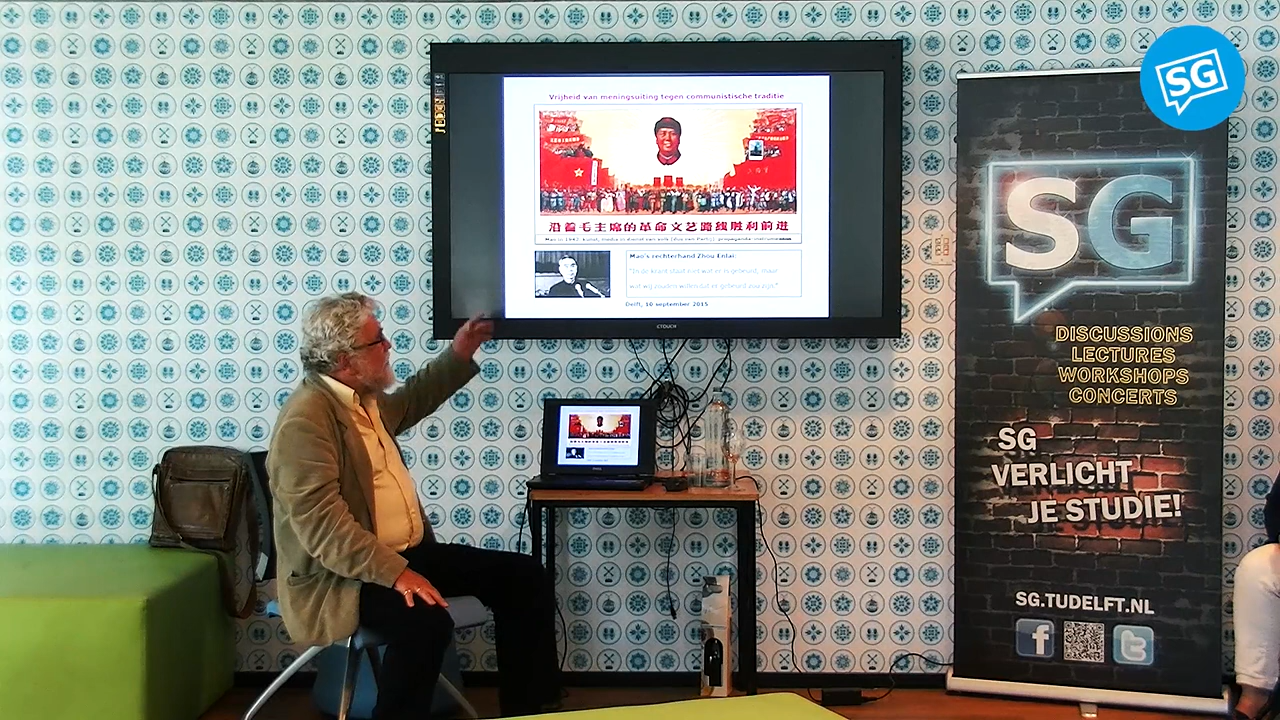 Vrijheid van meningsuiting tegen communistische traditie
沿着毛主席的革命文艺路线胜利前进
Mao's rechterhand Zhou Enlai:
Delft, 10 september 2015
CTOUCH
SG
SG
DISCUSSIONS
LECTURES
WORKSHOPS
CONCERTS
SG
VERLICHT
JE STUDIE!
SG.TUDELFT.NL
f
t